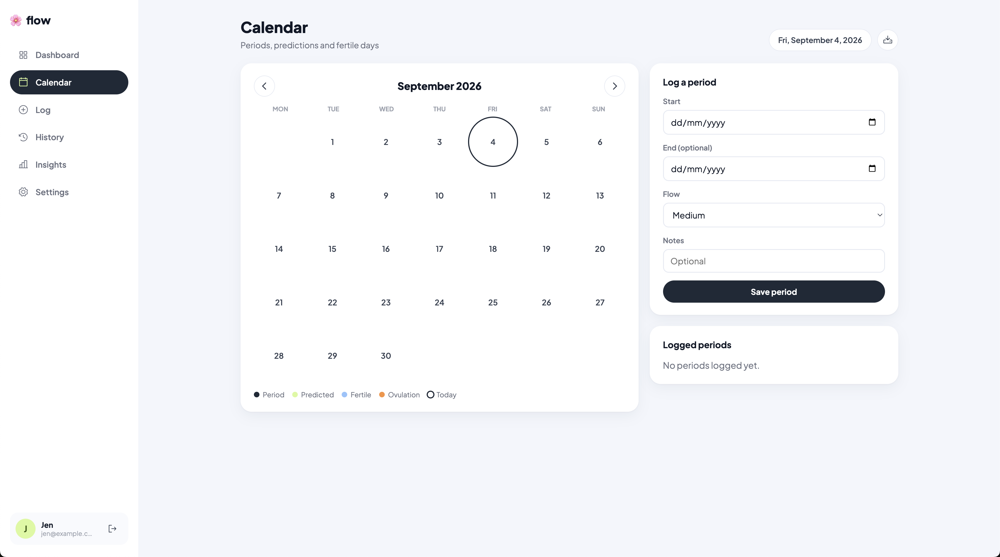 flow
Dashboard
Calendar
Log
History
Insights
Settings
J
Jen
jen@example.c...
Calendar
Periods, predictions and fertile days
Fri, September 4, 2026
September 2026
MON TUE WED THU FRI SAT SUN
1 2 3 4 5 6
7 8 9 10 11 12 13
14 15 16 17 18 19 20
21 22 23 24 25 26 27
28 29 30
Period Predicted Fertile Ovulation Today
Log a period
Start
dd/mm/yyyy
End (optional)
dd/mm/yyyy
Flow
Medium
Notes
Optional
Save period
Logged periods
No periods logged yet.